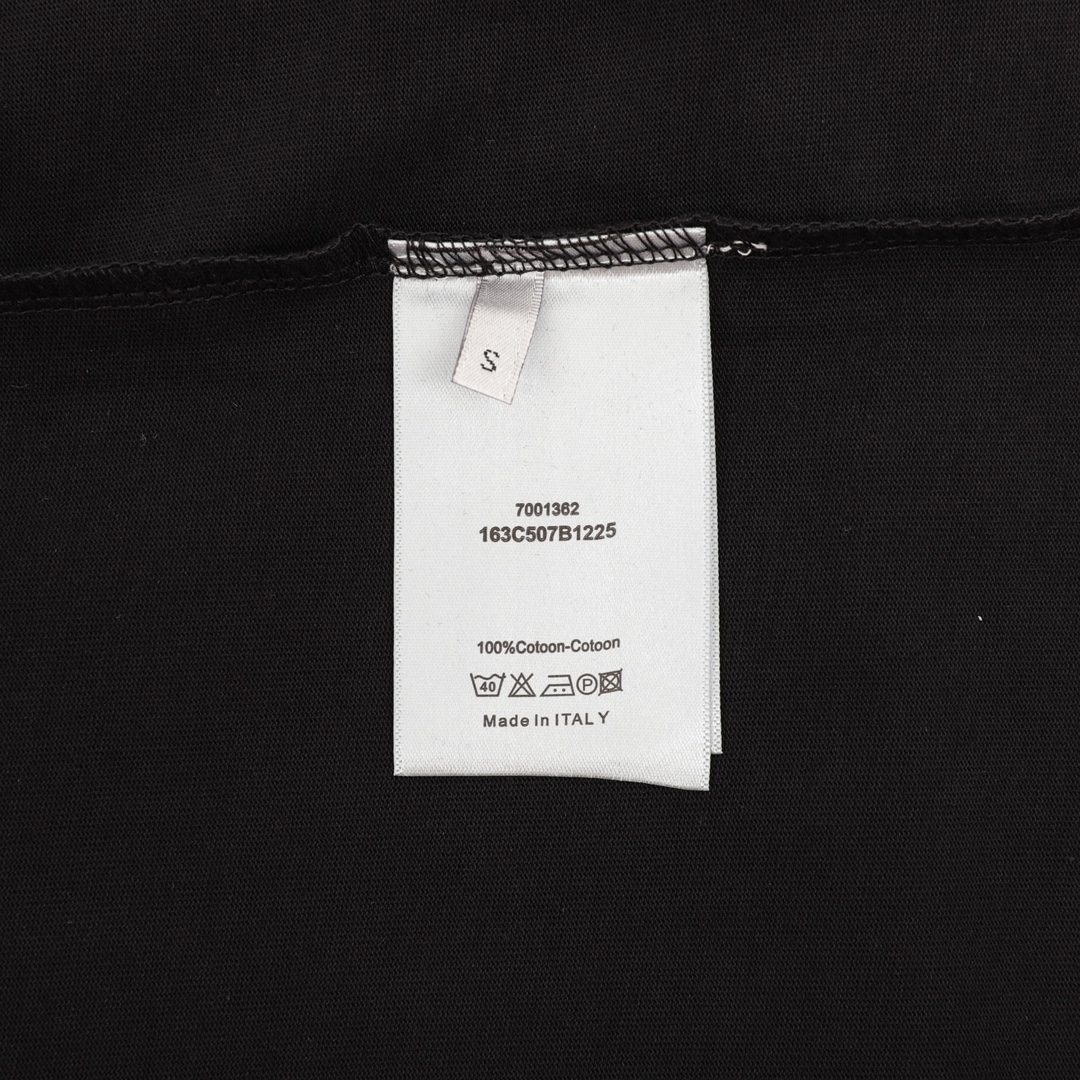 S
7001362
163C507B1225
100%Cotoon-Cotoon
40 P
Made In ITALY